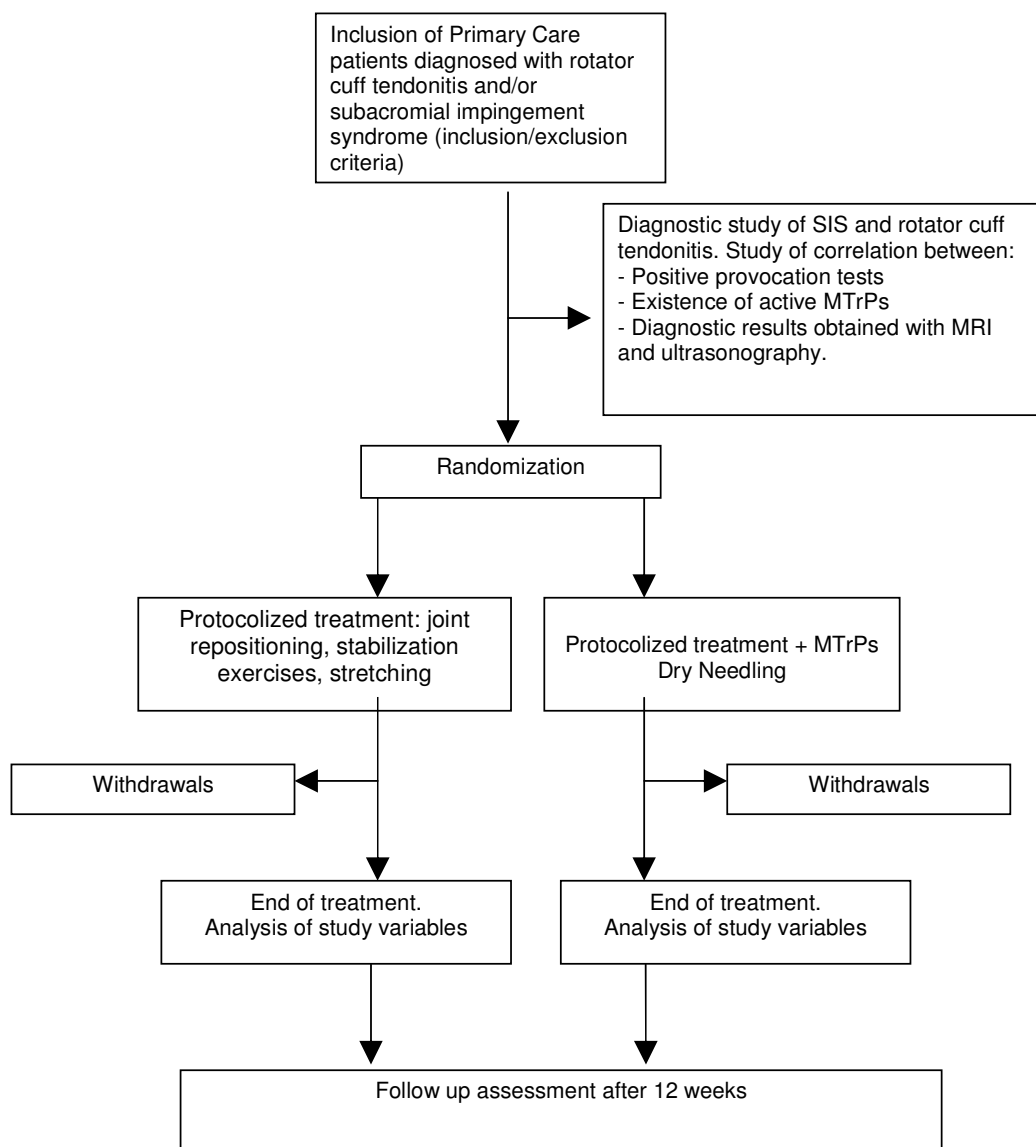 Inclusion of Primary Care
patients diagnosed with rotator
cuff tendonitis and/or
subacromial impingement
syndrome (inclusion/exclusion
criteria)
Diagnostic study of SIS and rotator cuff
tendonitis. Study of correlation between:
- Positive provocation tests
- Existence of active MTrPs
- Diagnostic results obtained with MRI
and ultrasonography.
Randomization
Protocolized treatment: joint
repositioning, stabilization
exercises, stretching
Protocolized treatment + MTrPs
Dry Needling
Withdrawals
Withdrawals
End of treatment.
Analysis of study variables
End of treatment.
Analysis of study variables
Follow up assessment after 12 weeks